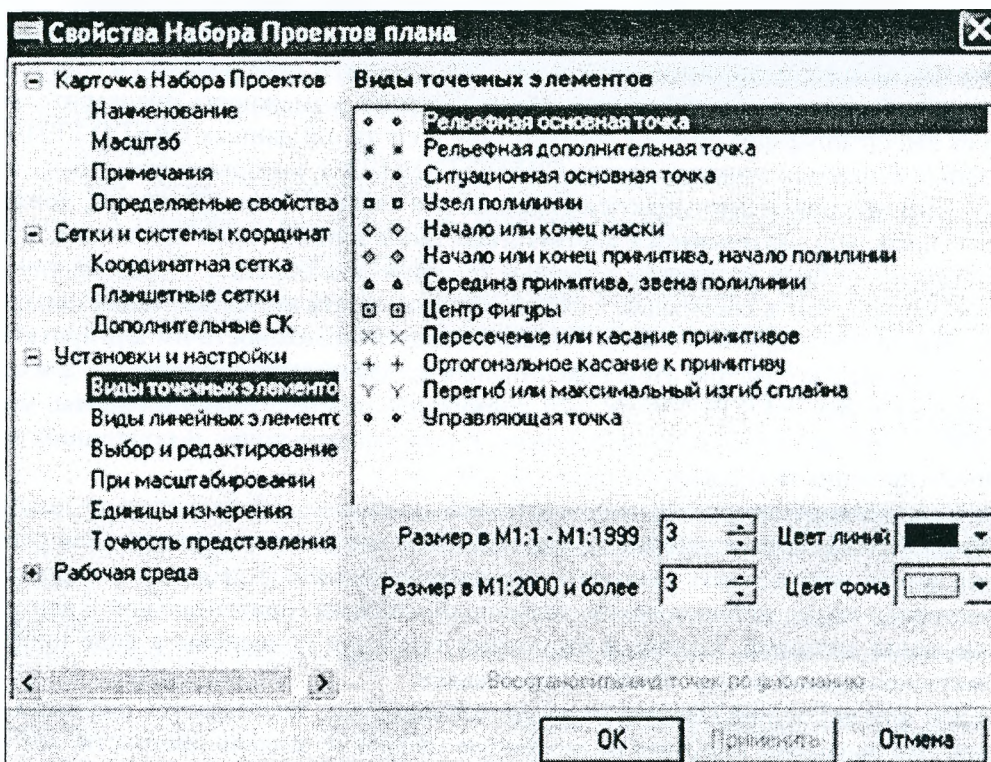 Свойства Набора Проектов плана
Карточка Набора Проектов
Наименование
Масштаб
Примечания
Определяемые свойства
Сетки и системы координат
Координатная сетка
Планшетные сетки
Дополнительные СК
Установки и настройки
Виды точечных элементо
Виды линейных элементс
Выбор и редактирование
При масштабировании
Единицы измерения
Точность представления
Рабочая среда
Виды точечных элементов
Рельефная основная точка
Рельефная дополнительная точка
Ситуационная основная точка
Узел полилинии
Начало или конец маски
Начало или конец примитива, начало полилинии
Середина примитива, звена полилинии
Центр фигуры
Пересечение или касание примитивов
Ортогональное касание к примитиву
Перегиб или максимальный изгиб сплайна
Управляющая точка
Размер в М1:1 - М1:1999 3 Цвет линий
Размер в М1:2000 и более 3 Цвет фона
Восстановить вид точек по умолчанию
OK Применить Отмена